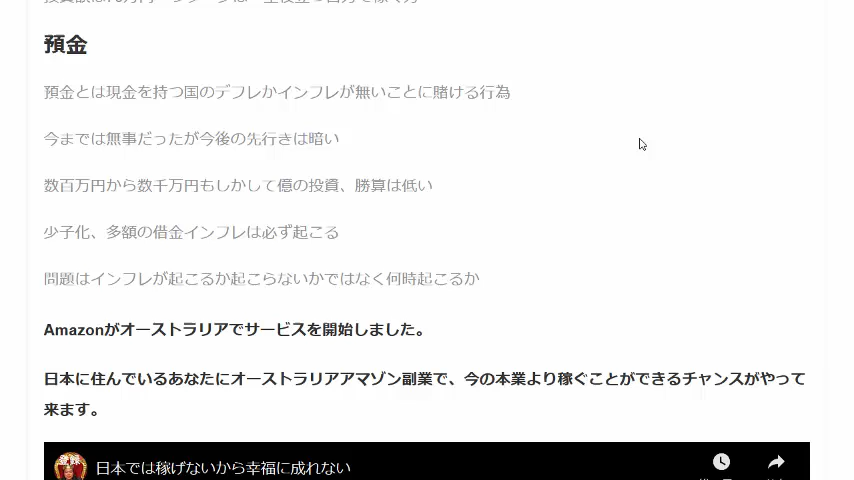 預金
預金とは現金を持つ国のデフレかインフレが無いことに賭ける行為
今までは無事だったが今後の先行きは暗い
数百万円から数千万円もしかして億の投資、勝算は低い
少子化、多額の借金インフレは必ず起こる
問題はインフレが起こるか起こらないかではなく何時起こるか
Amazonがオーストラリアでサービスを開始しました。
日本に住んでいるあなたにオーストラリアアマゾン副業で、今の本業より稼ぐことができるチャンスがやって
来ます。
日本では稼げないから幸福に成れない